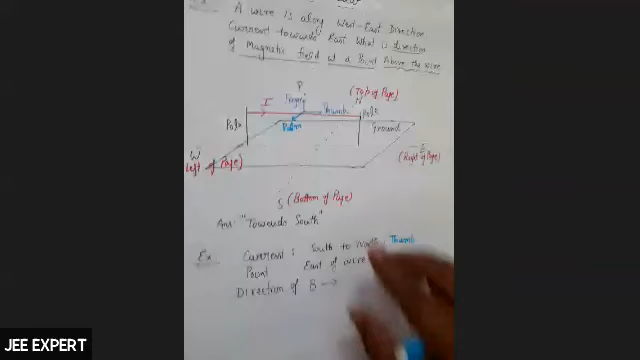 A wire is along West-East Direction
Current towards East What is direction
of Magnetic field at a Point Above the wire
P
(Top of Page)
N
Finger
I
Thumb
Pole
Pole
Palm
Ground
W
Left of Page)
E
(Right of Page)
S (Bottom of Page)
Ans "Towards South"
Ex Current : South to North Thumb
Point East of wire
Direction of B →
JEE EXPERT